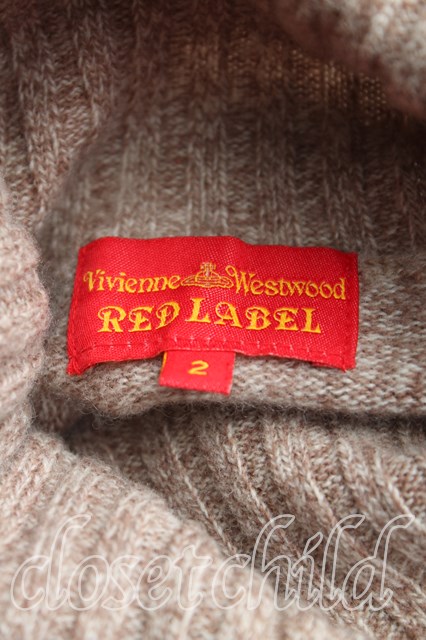 Vivienne Westwood
RED LABEL
2
closetchild